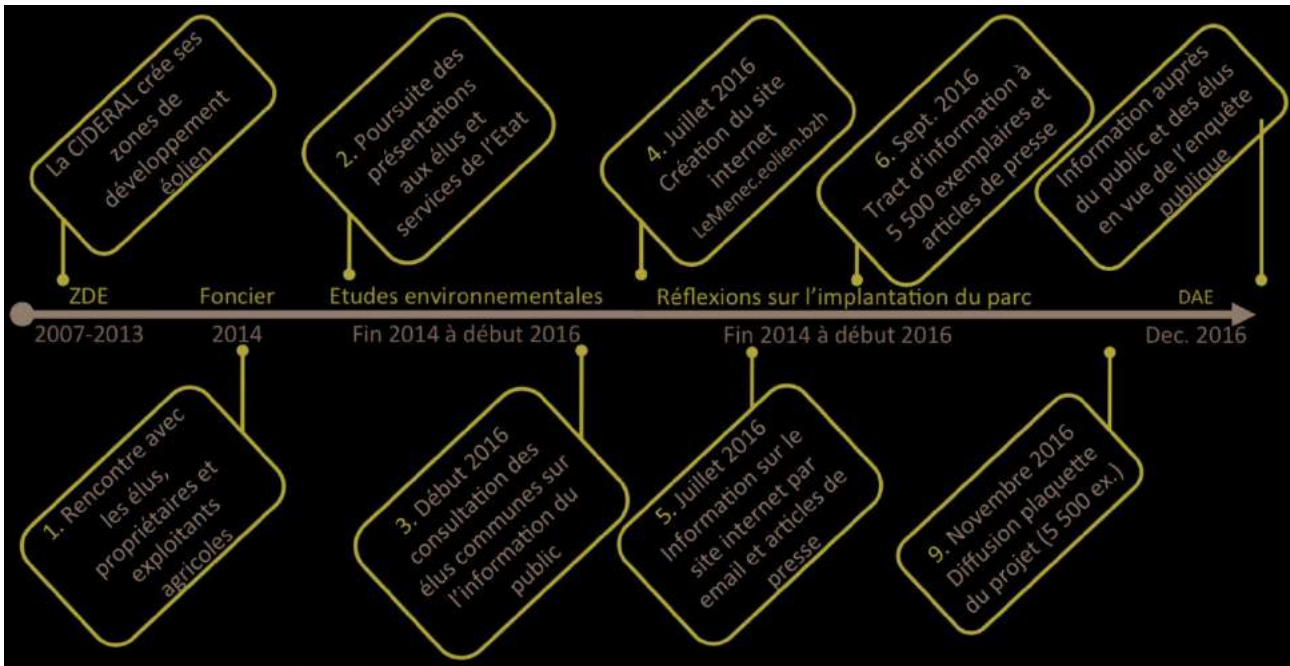 La CIDERAL crée ses
zones de
développement
éolien
2. Poursuite des
présentations
aux élus et
services de l'Etat
4. Juillet 2016
Création du site
internet
LeMenec.eolien.bzh
6. Sept. 2016
Tract d'information à
5 500 exemplaires et
articles de presse
Information auprès
du public et des élus
en vue de l'enquête
publique
ZDE
Foncier
Etudes environnementales
Réflexions sur l'implantation du parc
DAE
2007-2013
2014
Fin 2014 à début 2016
Fin 2014 à début 2016
Dec. 2016
1. Rencontre avec
les élus,
propriétaires et
exploitants
agricoles
3. Début 2016
consultation des
élus communes sur
l'information du
public
5. Juillet 2016
Information sur le
site internet par
email et articles de
presse
9. Novembre 2016
Diffusion plaquette
du projet (5 500 ex.)